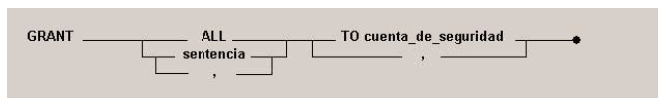 GRANT ALL TO cuenta_de_seguridad
sentencia ,
,